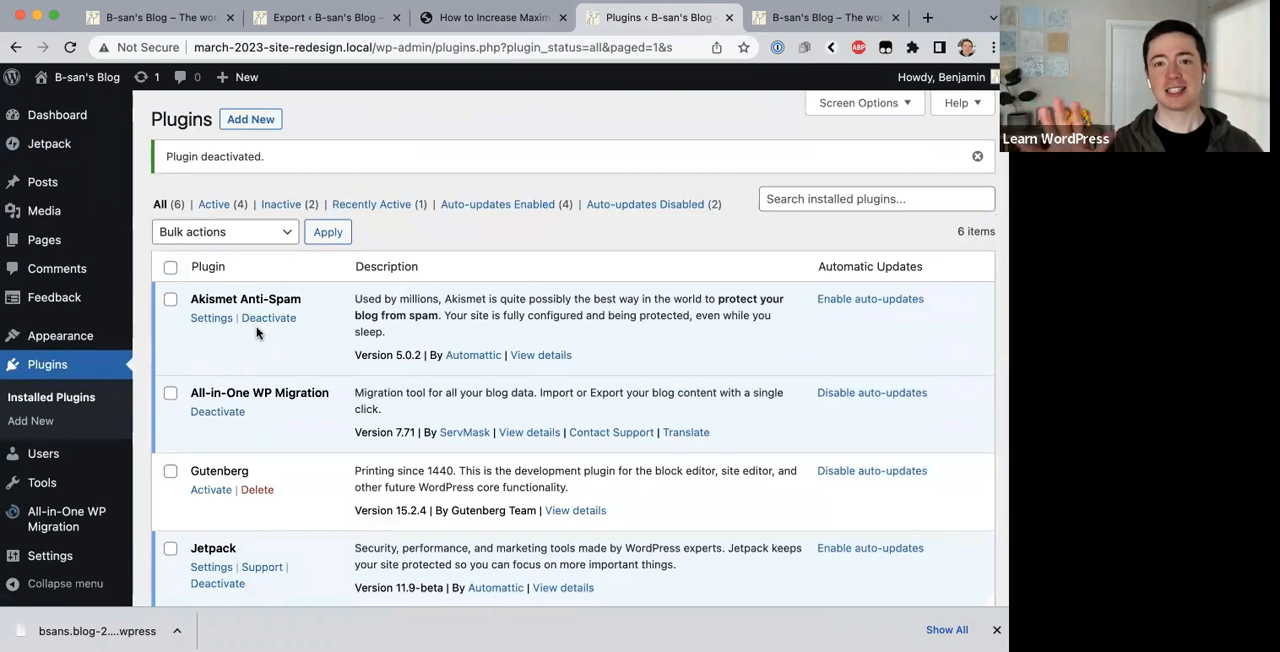 B-san's Blog – The wor
Export ‹ B-san's Blog —
How to Increase Maxim
Plugins ‹ B-san's Blog
B-san's Blog – The wor
Not Secure
march-2023-site-redesign.local/wp-admin/plugins.php?plugin_status=all&paged=1&s
ABP
B-san's Blog
1
0
New
Howdy, Benjamin
Learn WordPress
Dashboard
Jetpack
Posts
Media
Pages
Comments
Feedback
Appearance
Plugins
Installed Plugins
Add New
Users
Tools
All-in-One WP
Migration
Settings
Collapse menu
Screen Options
Help
Plugins
Add New
Plugin deactivated.
All (6) | Active (4) | Inactive (2) | Recently Active (1) | Auto-updates Enabled (4) | Auto-updates Disabled (2)
Search installed plugins...
Bulk actions
Apply
6 items
Plugin
Description
Automatic Updates
Akismet Anti-Spam
Settings | Deactivate
Used by millions, Akismet is quite possibly the best way in the world to protect your
blog from spam. Your site is fully configured and being protected, even while you
sleep.
Version 5.0.2 | By Automattic | View details
Enable auto-updates
All-in-One WP Migration
Deactivate
Migration tool for all your blog data. Import or Export your blog content with a single
click.
Version 7.71 | By ServMask | View details | Contact Support | Translate
Disable auto-updates
Gutenberg
Activate | Delete
Printing since 1440. This is the development plugin for the block editor, site editor, and
other future WordPress core functionality.
Version 15.2.4 | By Gutenberg Team | View details
Disable auto-updates
Jetpack
Settings | Support |
Deactivate
Security, performance, and marketing tools made by WordPress experts. Jetpack keeps
your site protected so you can focus on more important things.
Version 11.9-beta | By Automattic | View details
Enable auto-updates
bsans.blog-2....wpress
Show All